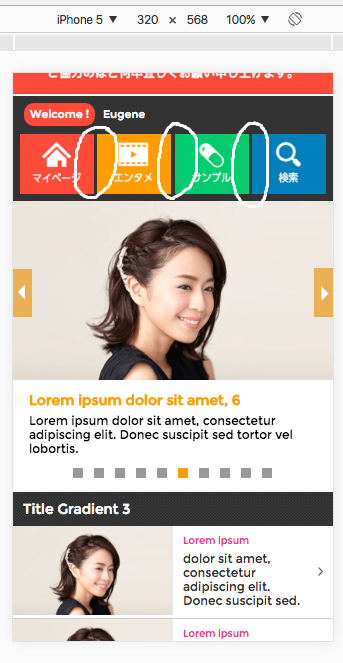 iPhone 5 ▼ 320 × 568 100% ▼
ご協力のほど何卒宜しくお願い申し上げます。
Welcome ! Eugene
マイページ エンタメ サンプル 検索
Lorem ipsum dolor sit amet, 6
Lorem ipsum dolor sit amet, consectetur
adipiscing elit. Donec suscipit sed tortor vel
lobortis.
Title Gradient 3
Lorem ipsum
dolor sit amet,
consectetur
adipiscing elit.
Donec suscipit sed.
Lorem ipsum